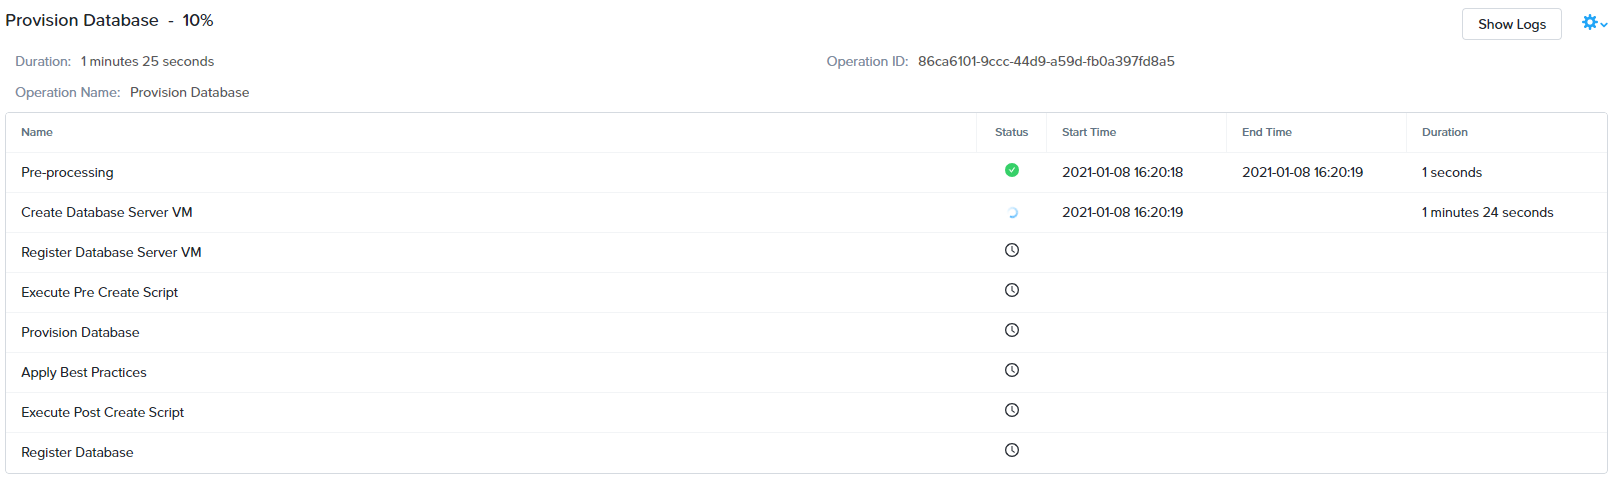 Provision Database - 10%
Show Logs
Duration: 1 minutes 25 seconds
Operation ID: 86ca6101-9ccc-44d9-a59d-fb0a397fd8a5
Operation Name: Provision Database
Name Status Start Time End Time Duration
Pre-processing 2021-01-08 16:20:18 2021-01-08 16:20:19 1 seconds
Create Database Server VM 2021-01-08 16:20:19 1 minutes 24 seconds
Register Database Server VM
Execute Pre Create Script
Provision Database
Apply Best Practices
Execute Post Create Script
Register Database